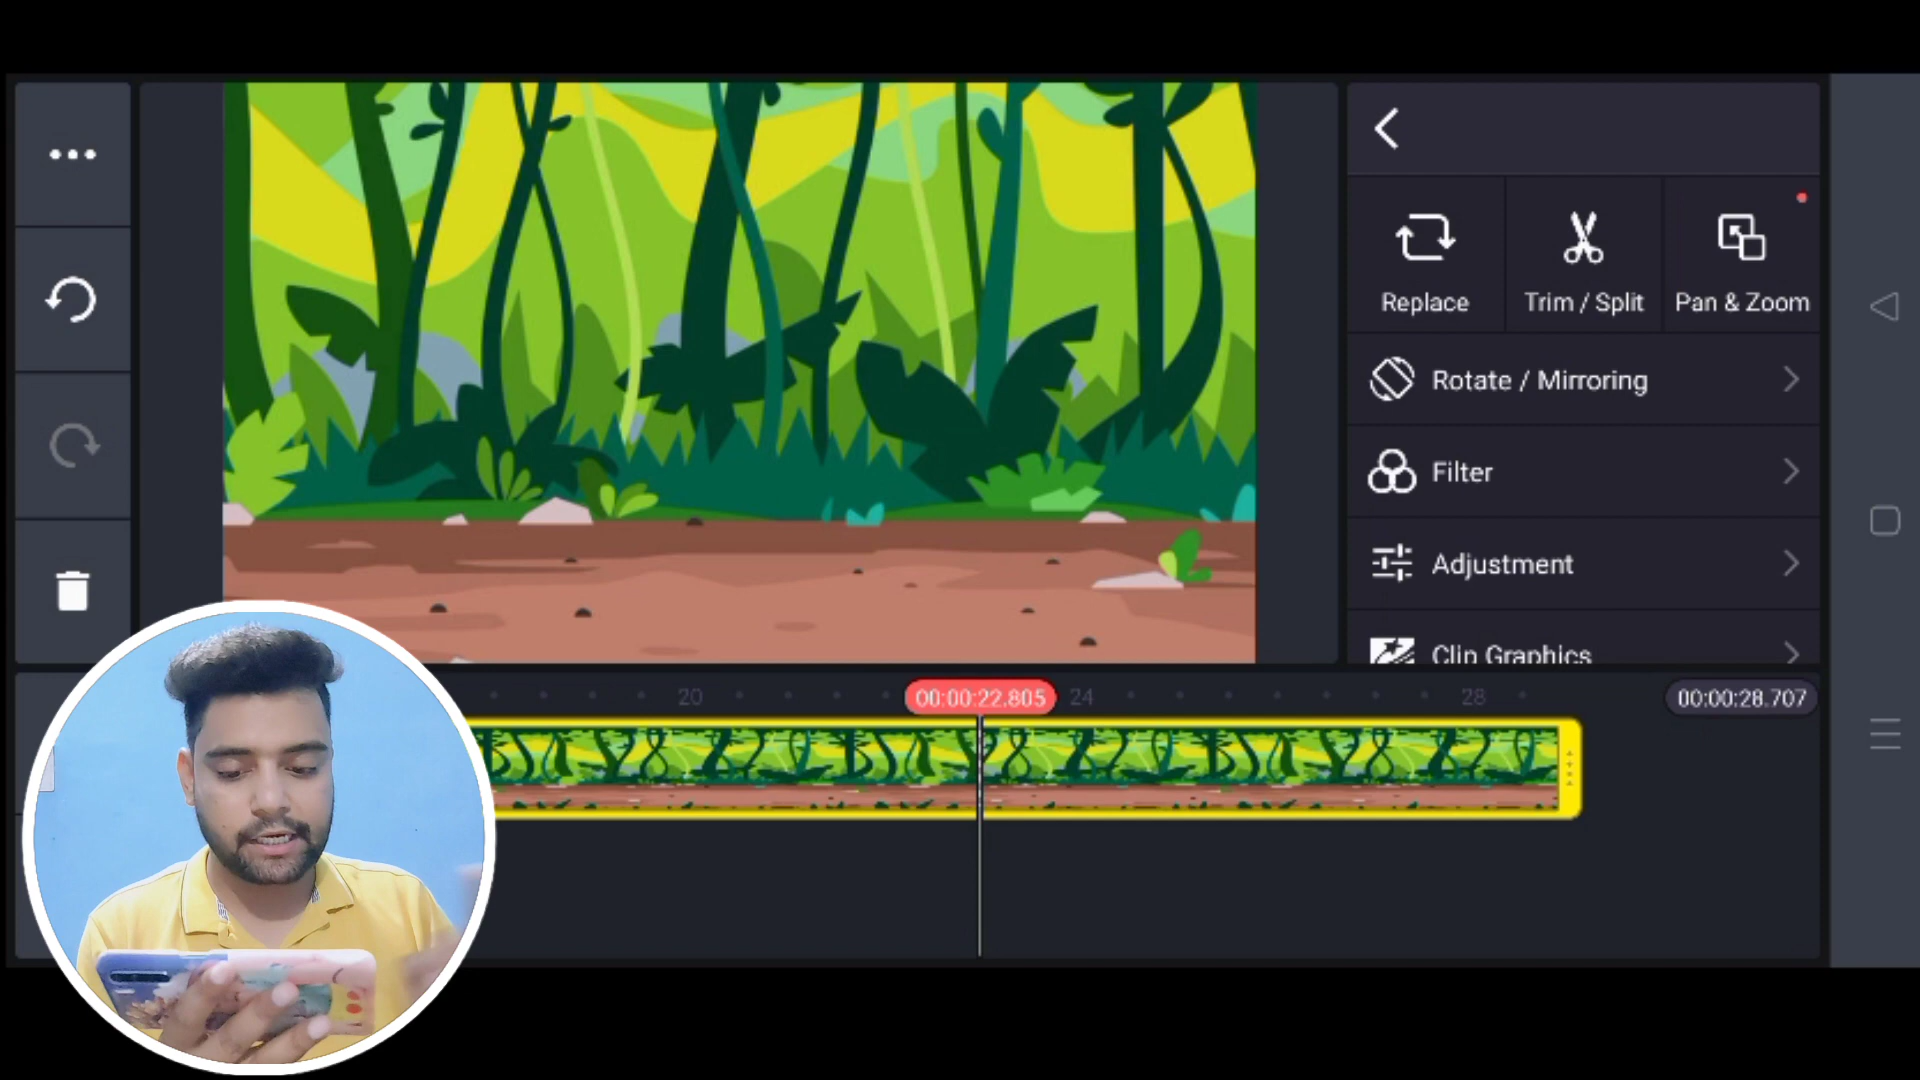 Replace
Trim / Split
Pan & Zoom
Rotate / Mirroring
Filter
Adjustment
Clip Graphics
20
00:00:22.805
24
28
00:00:28.707